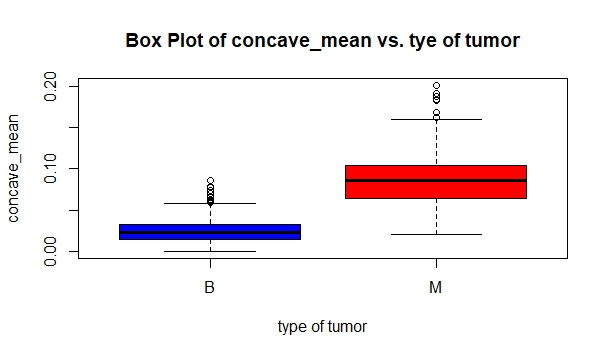 Box Plot of concave_mean vs. tye of tumor
concave_mean
0.20
0.10
0.00
B
M
type of tumor